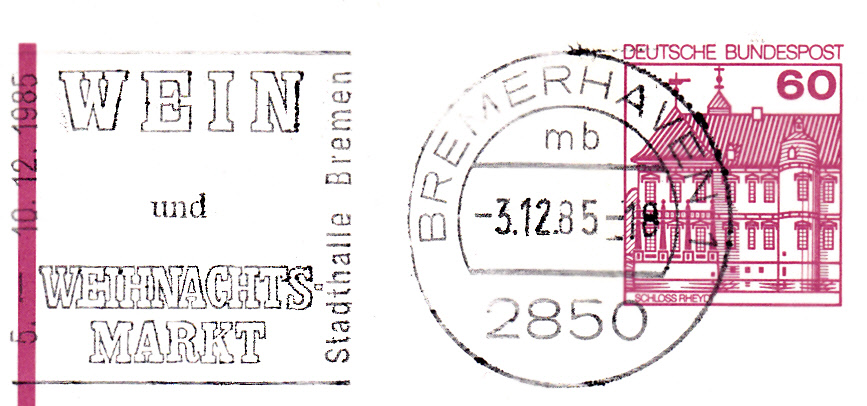 5. — 10.12.1985
WEIN
und
WEIHNACHTS-
MARKT
Stadthalle Bremen
BREMERHAVEN 1
mb
-3.12.85-18
2850
DEUTSCHE BUNDESPOST
60
SCHLOSS RHEYDT